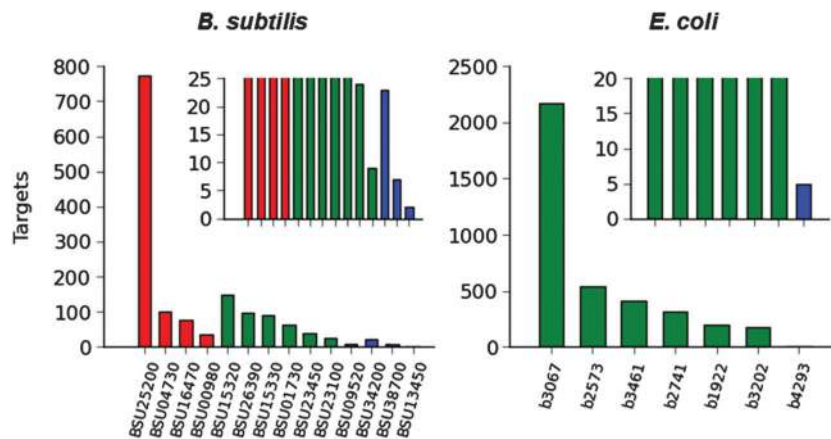 B. subtilis
E. coli
Targets
800
700
600
500
400
300
200
100
0
25
20
15
10
5
0
BSU25200
BSU04730
BSU16470
BSU00980
BSU15320
BSU26390
BSU15330
BSU01730
BSU23450
BSU23100
BSU09520
BSU34200
BSU38700
BSU13450
2500
2000
1500
1000
500
0
20
15
10
5
0
b3067
b2573
b3461
b2741
b1922
b3202
b4293